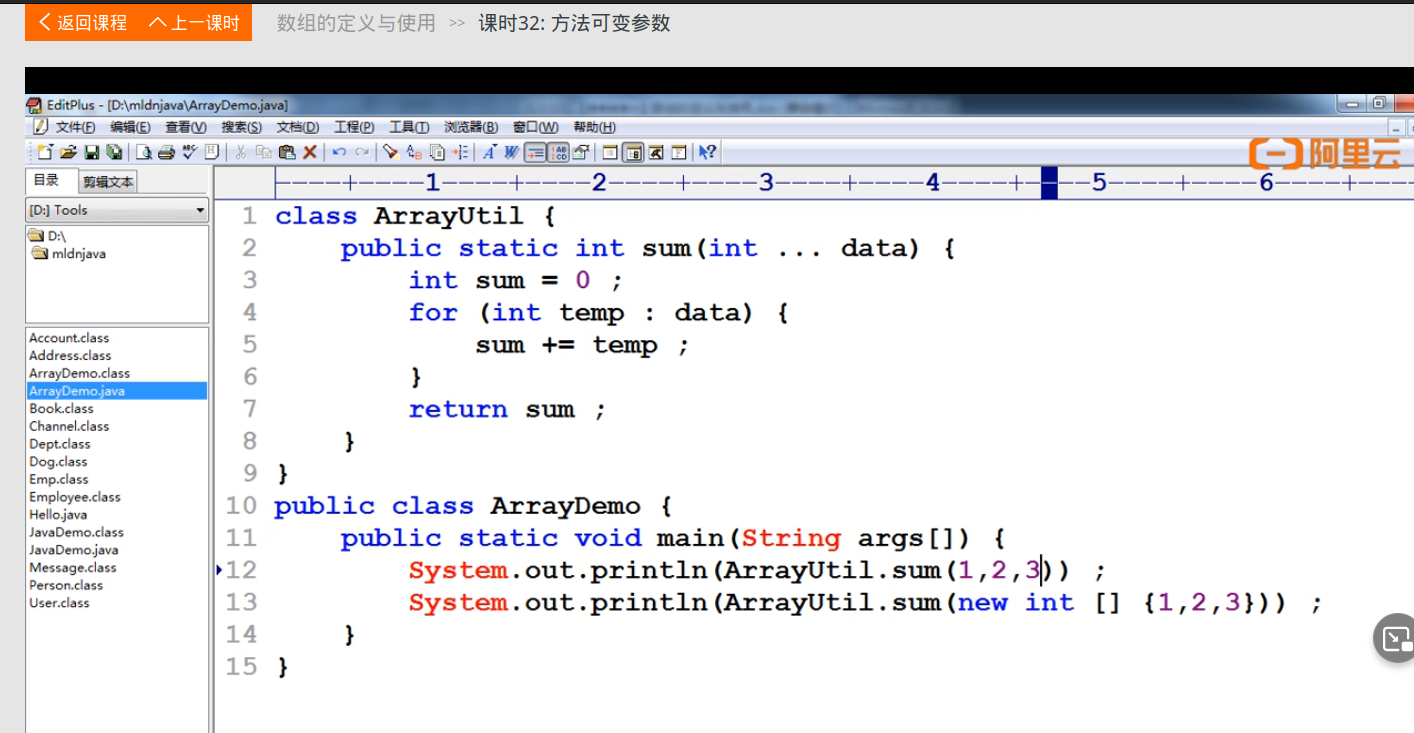 返回课程 上一课时 数组的定义与使用 >> 课时32: 方法可变参数
EditPlus - [D:\mldnjava\ArrayDemo.java]
文件(F) 编辑(E) 查看(V) 搜索(S) 文档(D) 工程(P) 工具(T) 浏览器(B) 窗口(W) 帮助(H)
阿里云
目录 剪辑文本
[D:] Tools
D:\
mldnjava
Account.class
Address.class
ArrayDemo.class
ArrayDemo.java
Book.class
Channel.class
Dept.class
Dog.class
Emp.class
Employee.class
Hello.java
JavaDemo.class
JavaDemo.java
Message.class
Person.class
User.class
----+----1----+----2----+----3----+----4----+----5----+----6----+----
1 class ArrayUtil {
2 public static int sum(int ... data) {
3 int sum = 0 ;
4 for (int temp : data) {
5 sum += temp ;
6 }
7 return sum ;
8 }
9 }
10 public class ArrayDemo {
11 public static void main(String args[]) {
12 System.out.println(ArrayUtil.sum(1,2,3)) ;
13 System.out.println(ArrayUtil.sum(new int [] {1,2,3})) ;
14 }
15 }